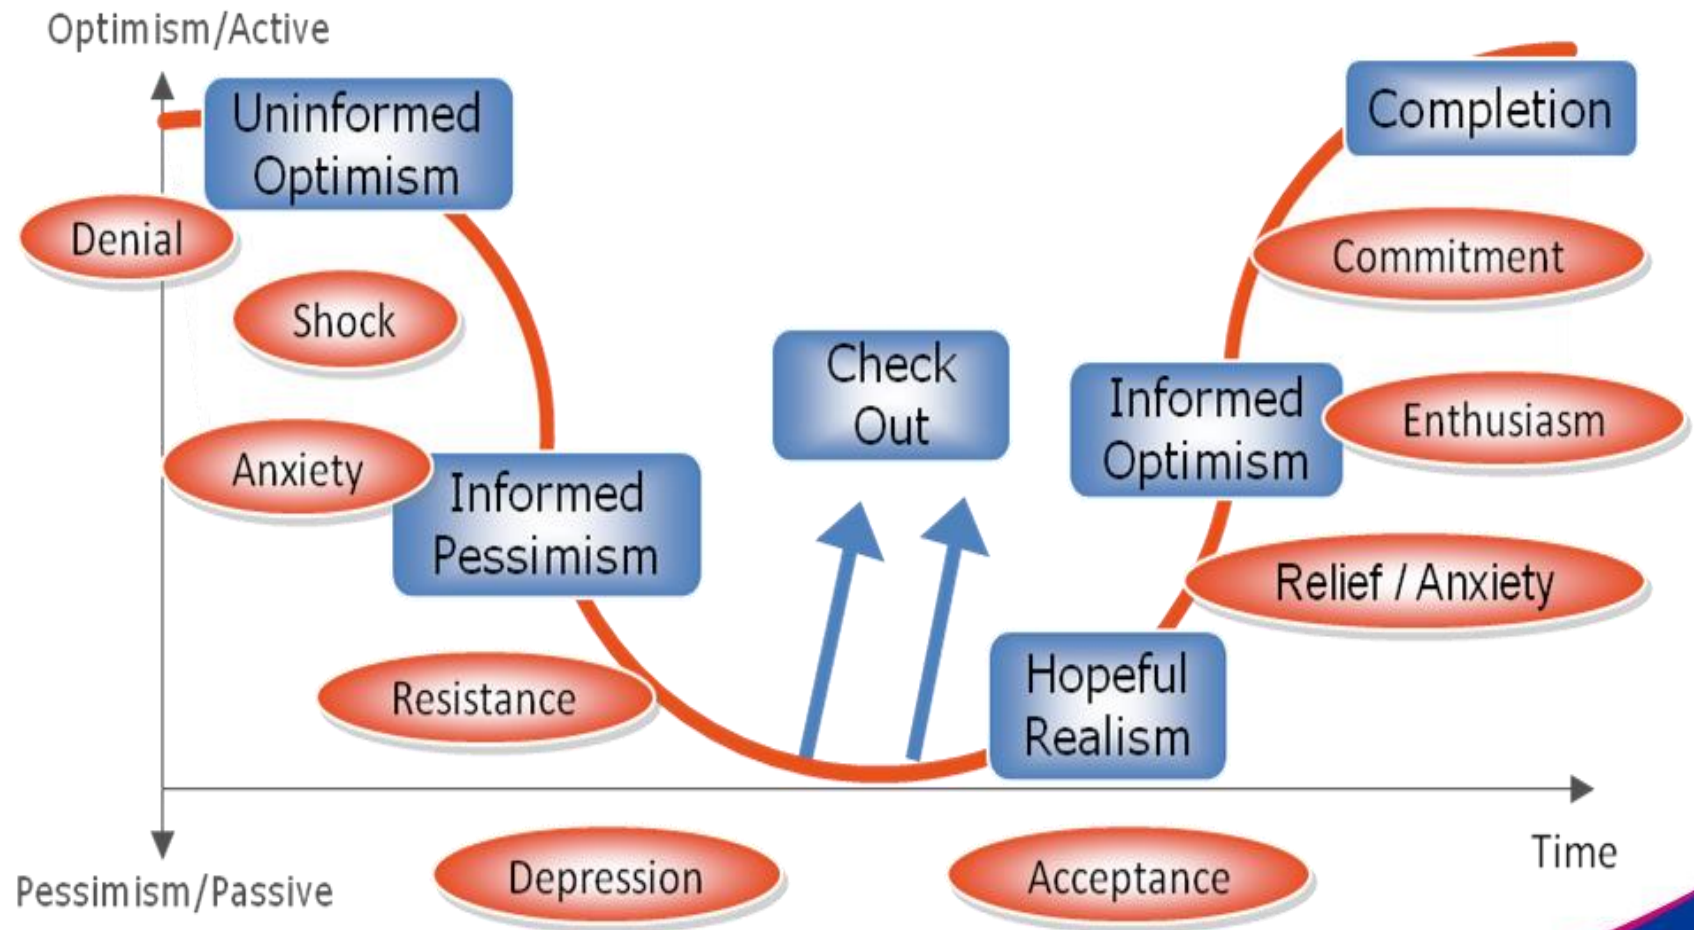 Optimism/Active
Uninformed
Optimism
Completion
Denial
Shock
Commitment
Check
Out
Informed
Optimism
Enthusiasm
Anxiety
Informed
Pessimism
Relief / Anxiety
Hopeful
Realism
Resistance
Time
Depression
Acceptance
Pessimism/Passive